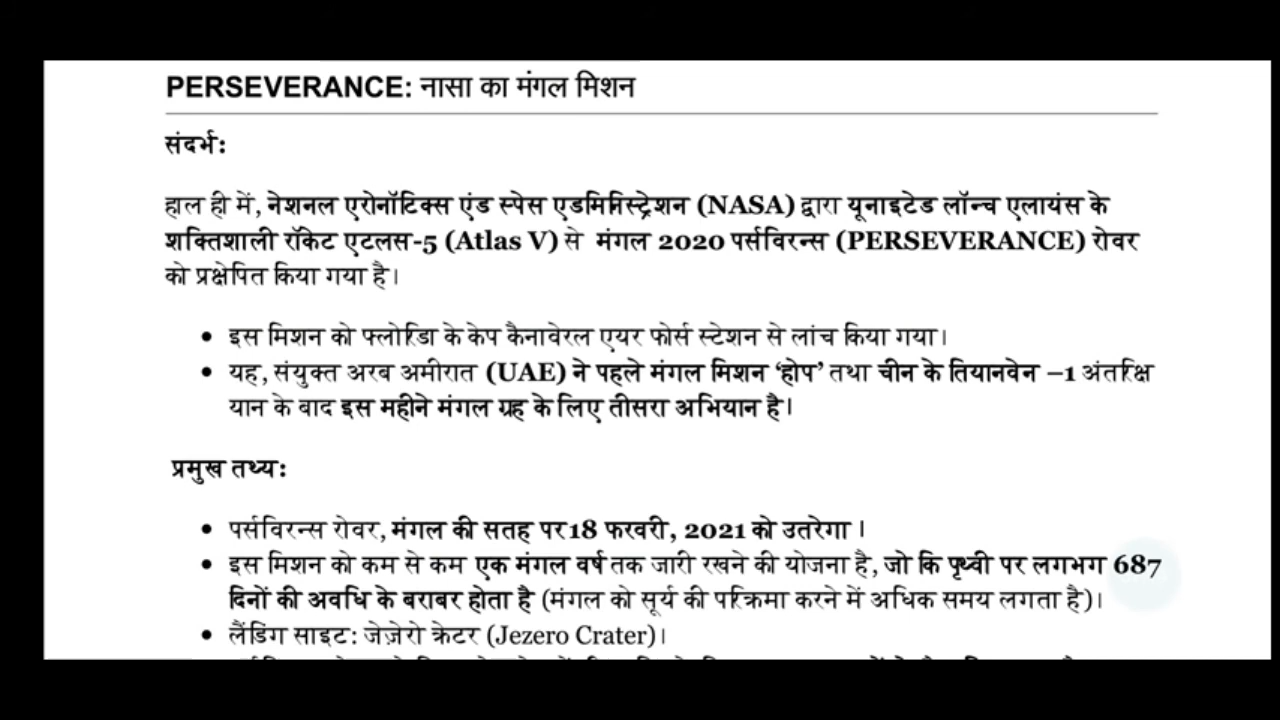 PERSEVERANCE: नासा का मंगल मिशन
संदर्भ:
हाल ही में, नेशनल एरोनॉटिक्स एंड स्पेस एडमिनिस्ट्रेशन (NASA) द्वारा यूनाइटेड लॉन्च एलायंस के
शक्तिशाली रॉकेट एटलस-5 (Atlas V) से मंगल 2020 पर्सविरन्स (PERSEVERANCE) रोवर
को प्रक्षेपित किया गया है।
• इस मिशन को फ्लोरिडा के केप कैनावेरल एयर फोर्स स्टेशन से लांच किया गया।
• यह, संयुक्त अरब अमीरात (UAE) ने पहले मंगल मिशन ‘होप’ तथा चीन के तियानवेन –1 अंतरिक्ष
यान के बाद इस महीने मंगल ग्रह के लिए तीसरा अभियान है।
प्रमुख तथ्य:
• पर्सविरन्स रोवर, मंगल की सतह पर 18 फरवरी, 2021 को उतरेगा ।
• इस मिशन को कम से कम एक मंगल वर्ष तक जारी रखने की योजना है, जो कि पृथ्वी पर लगभग 687
दिनों की अवधि के बराबर होता है (मंगल को सूर्य की परिक्रमा करने में अधिक समय लगता है)।
• लैंडिंग साइट: जेज़ेरो क्रेटर (Jezero Crater)।